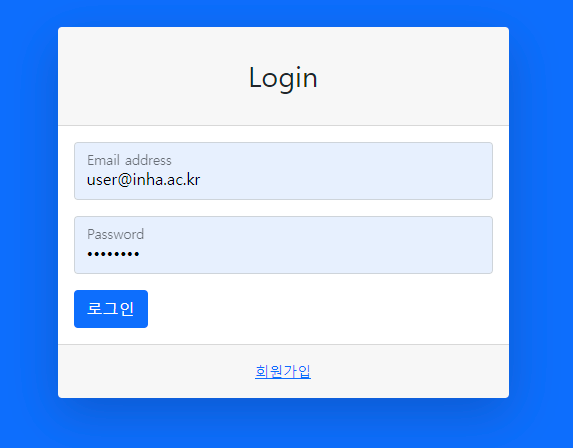 Login
Email address
user@inha.ac.kr
Password
••••••••
로그인
회원가입